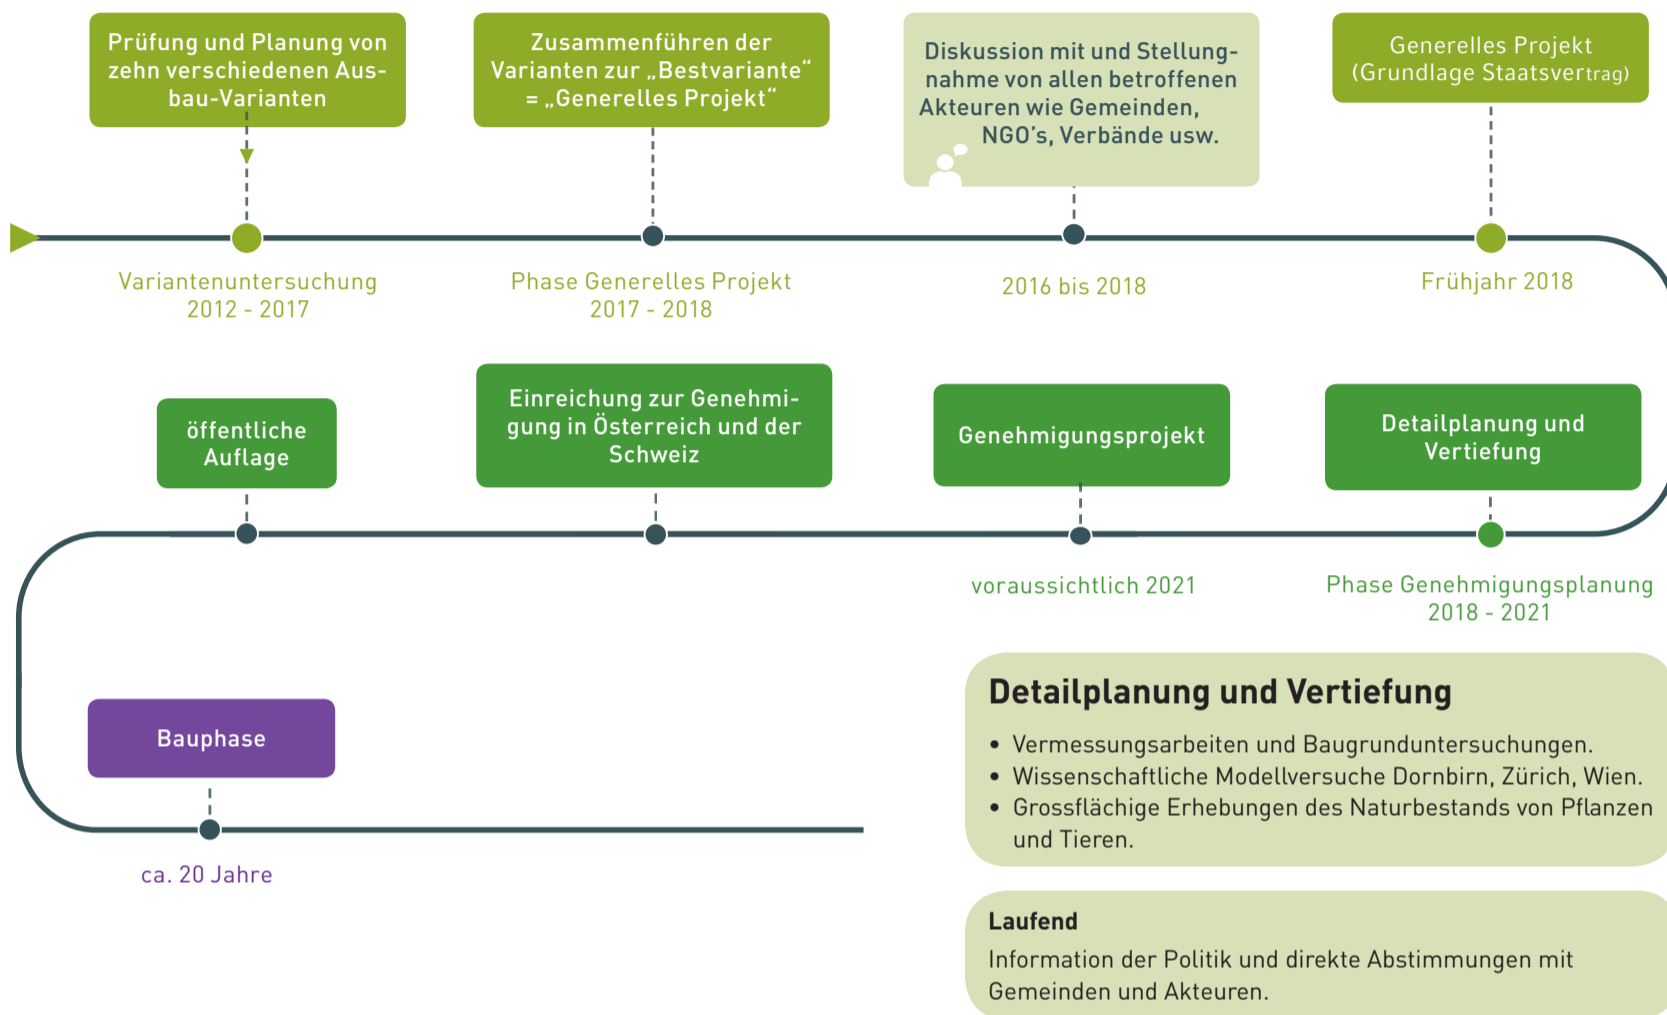 Prüfung und Planung von
zehn verschiedenen Aus-
bau-Varianten
Zusammenführen der
Varianten zur „Bestvariante“
= „Generelles Projekt“
Diskussion mit und Stellung-
nahme von allen betroffenen
Akteuren wie Gemeinden,
NGO’s, Verbände usw.
Generelles Projekt
(Grundlage Staatsvertrag)
Variantenuntersuchung
2012 - 2017
Phase Generelles Projekt
2017 - 2018
2016 bis 2018
Frühjahr 2018
öffentliche
Auflage
Einreichung zur Genehmi-
gung in Österreich und der
Schweiz
Genehmigungsprojekt
Detailplanung und
Vertiefung
voraussichtlich 2021
Phase Genehmigungsplanung
2018 - 2021
Bauphase
ca. 20 Jahre
Detailplanung und Vertiefung
• Vermessungsarbeiten und Baugrunduntersuchungen.
• Wissenschaftliche Modellversuche Dornbirn, Zürich, Wien.
• Grossflächige Erhebungen des Naturbestands von Pflanzen
und Tieren.
Laufend
Information der Politik und direkte Abstimmungen mit
Gemeinden und Akteuren.